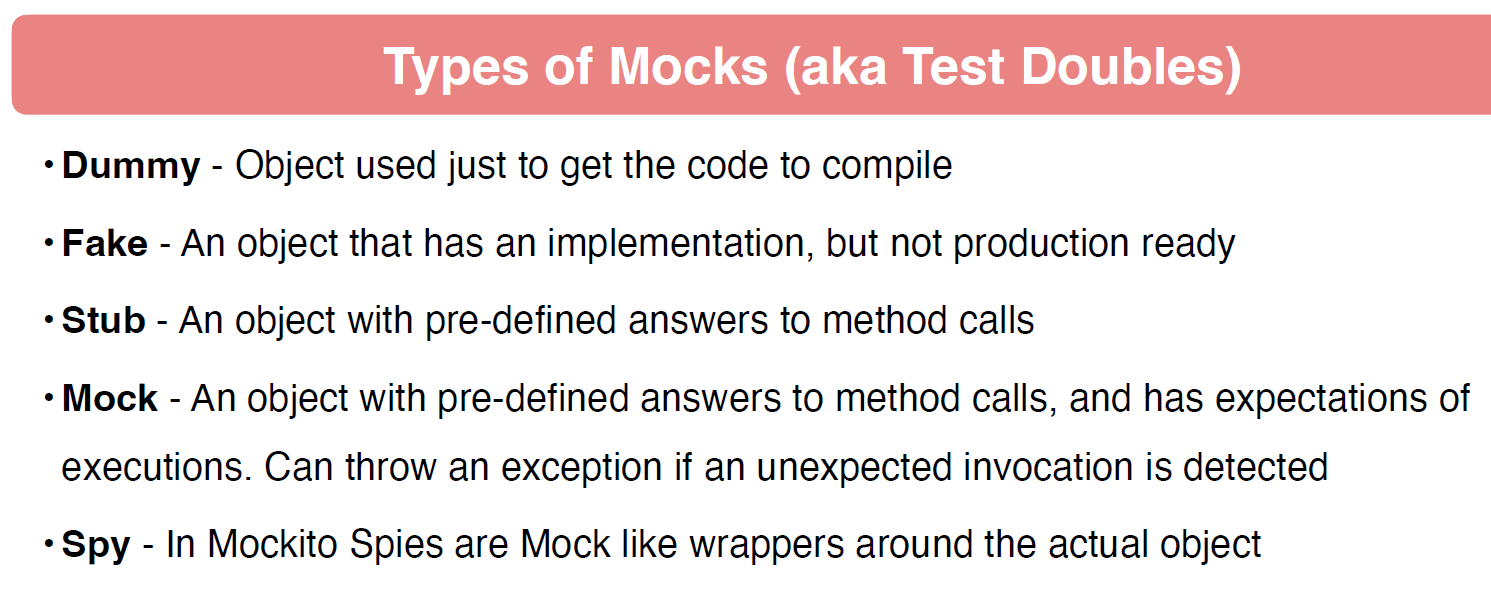 Types of Mocks (aka Test Doubles)
• Dummy - Object used just to get the code to compile
• Fake - An object that has an implementation, but not production ready
• Stub - An object with pre-defined answers to method calls
• Mock - An object with pre-defined answers to method calls, and has expectations of
executions. Can throw an exception if an unexpected invocation is detected
• Spy - In Mockito Spies are Mock like wrappers around the actual object